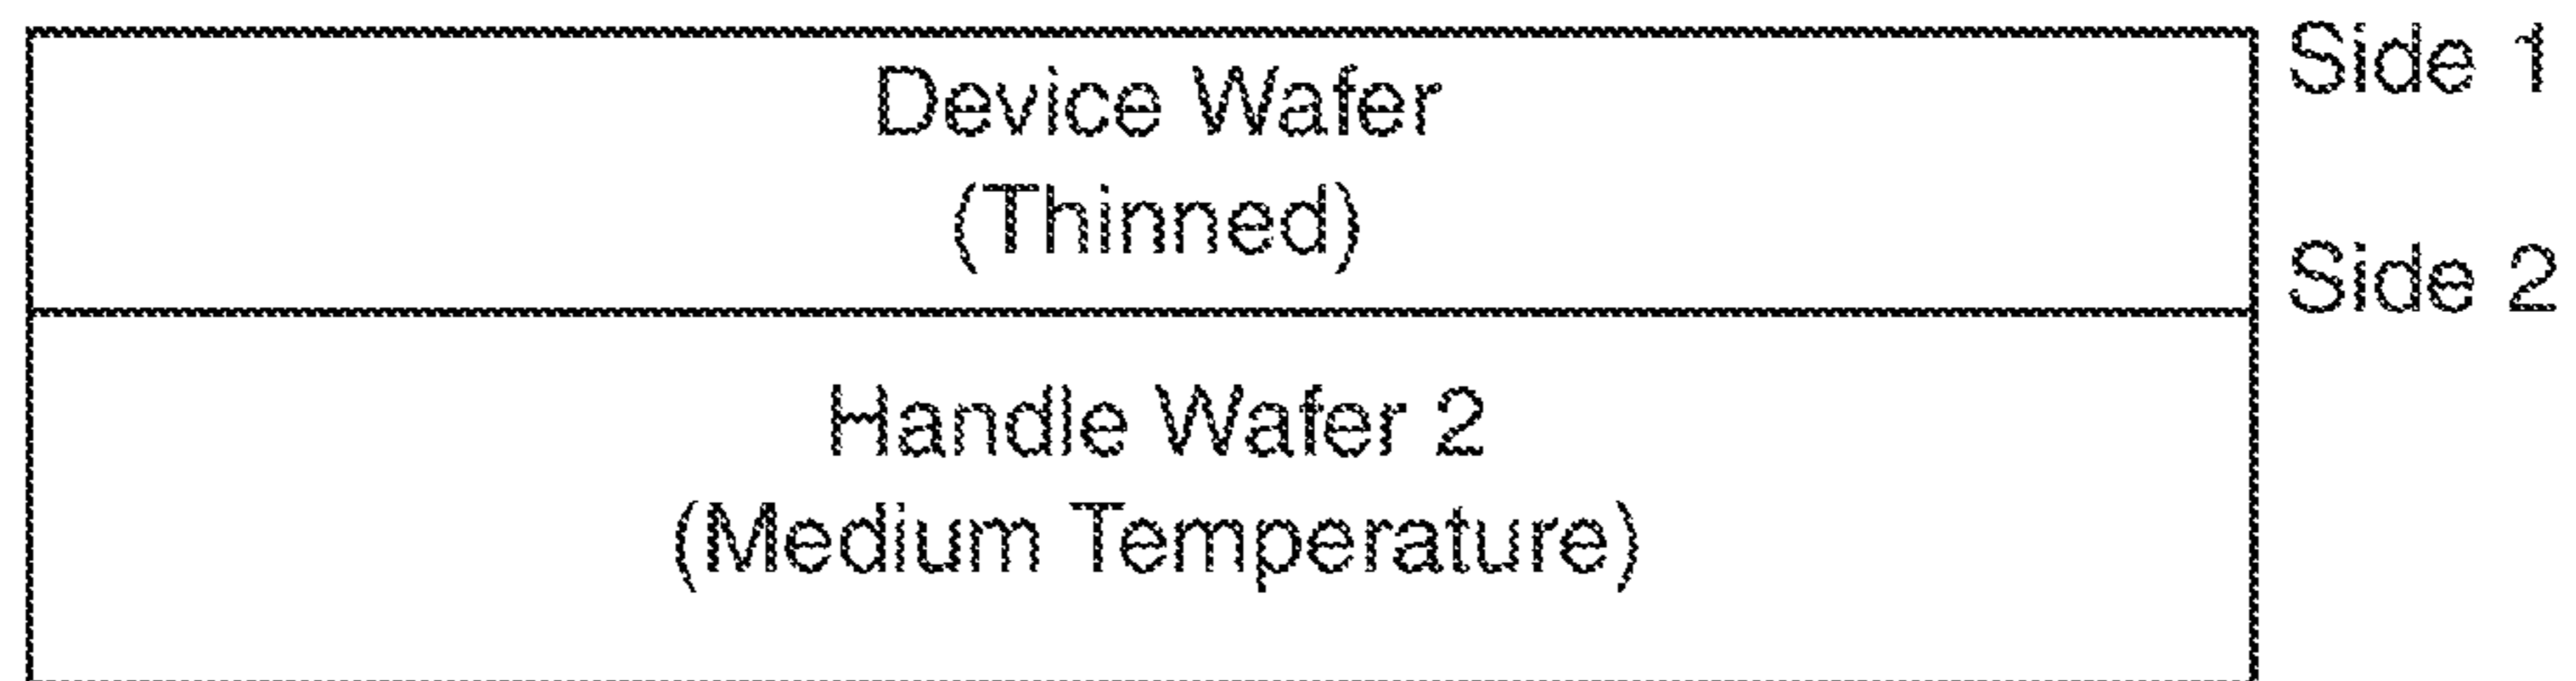 Device Wafer
(Thinned)
Side 1
Side 2
Handle Wafer 2
(Medium Temperature)